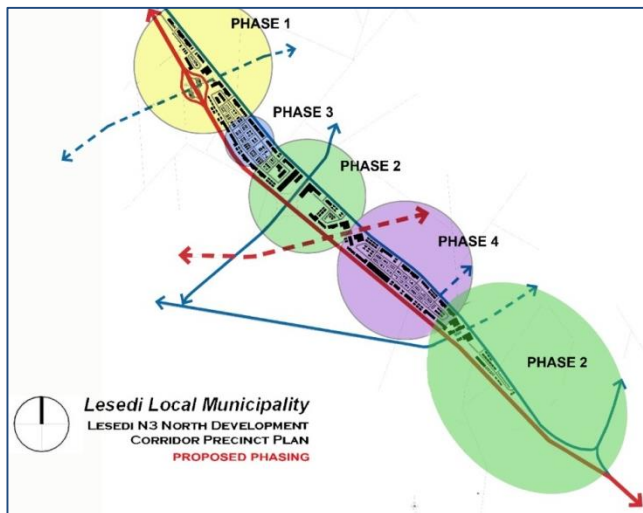 PHASE 1
PHASE 3
PHASE 2
PHASE 4
PHASE 2
Lesedi Local Municipality
LESEDI N3 NORTH DEVELOPMENT
CORRIDOR PRECINCT PLAN
PROPOSED PHASING